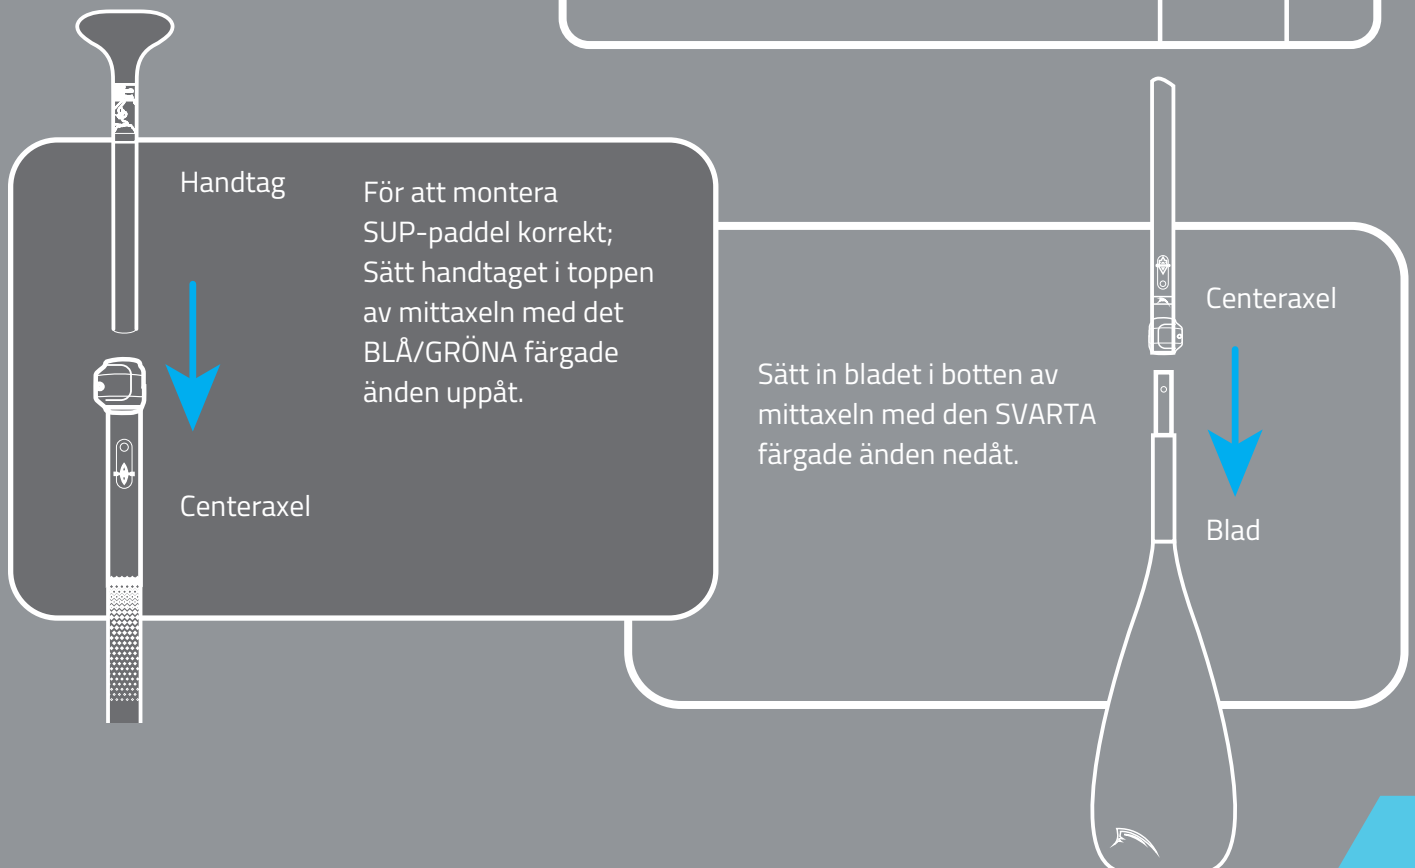 Handtag
För att montera
SUP-paddel korrekt;
Sätt handtaget i toppen
av mittaxeln med det
BLÅ/GRÖNA färgade
änden uppåt.
Centeraxel
Sätt in bladet i botten av
mittaxeln med den SVARTA
färgade änden nedåt.
Centeraxel
Blad